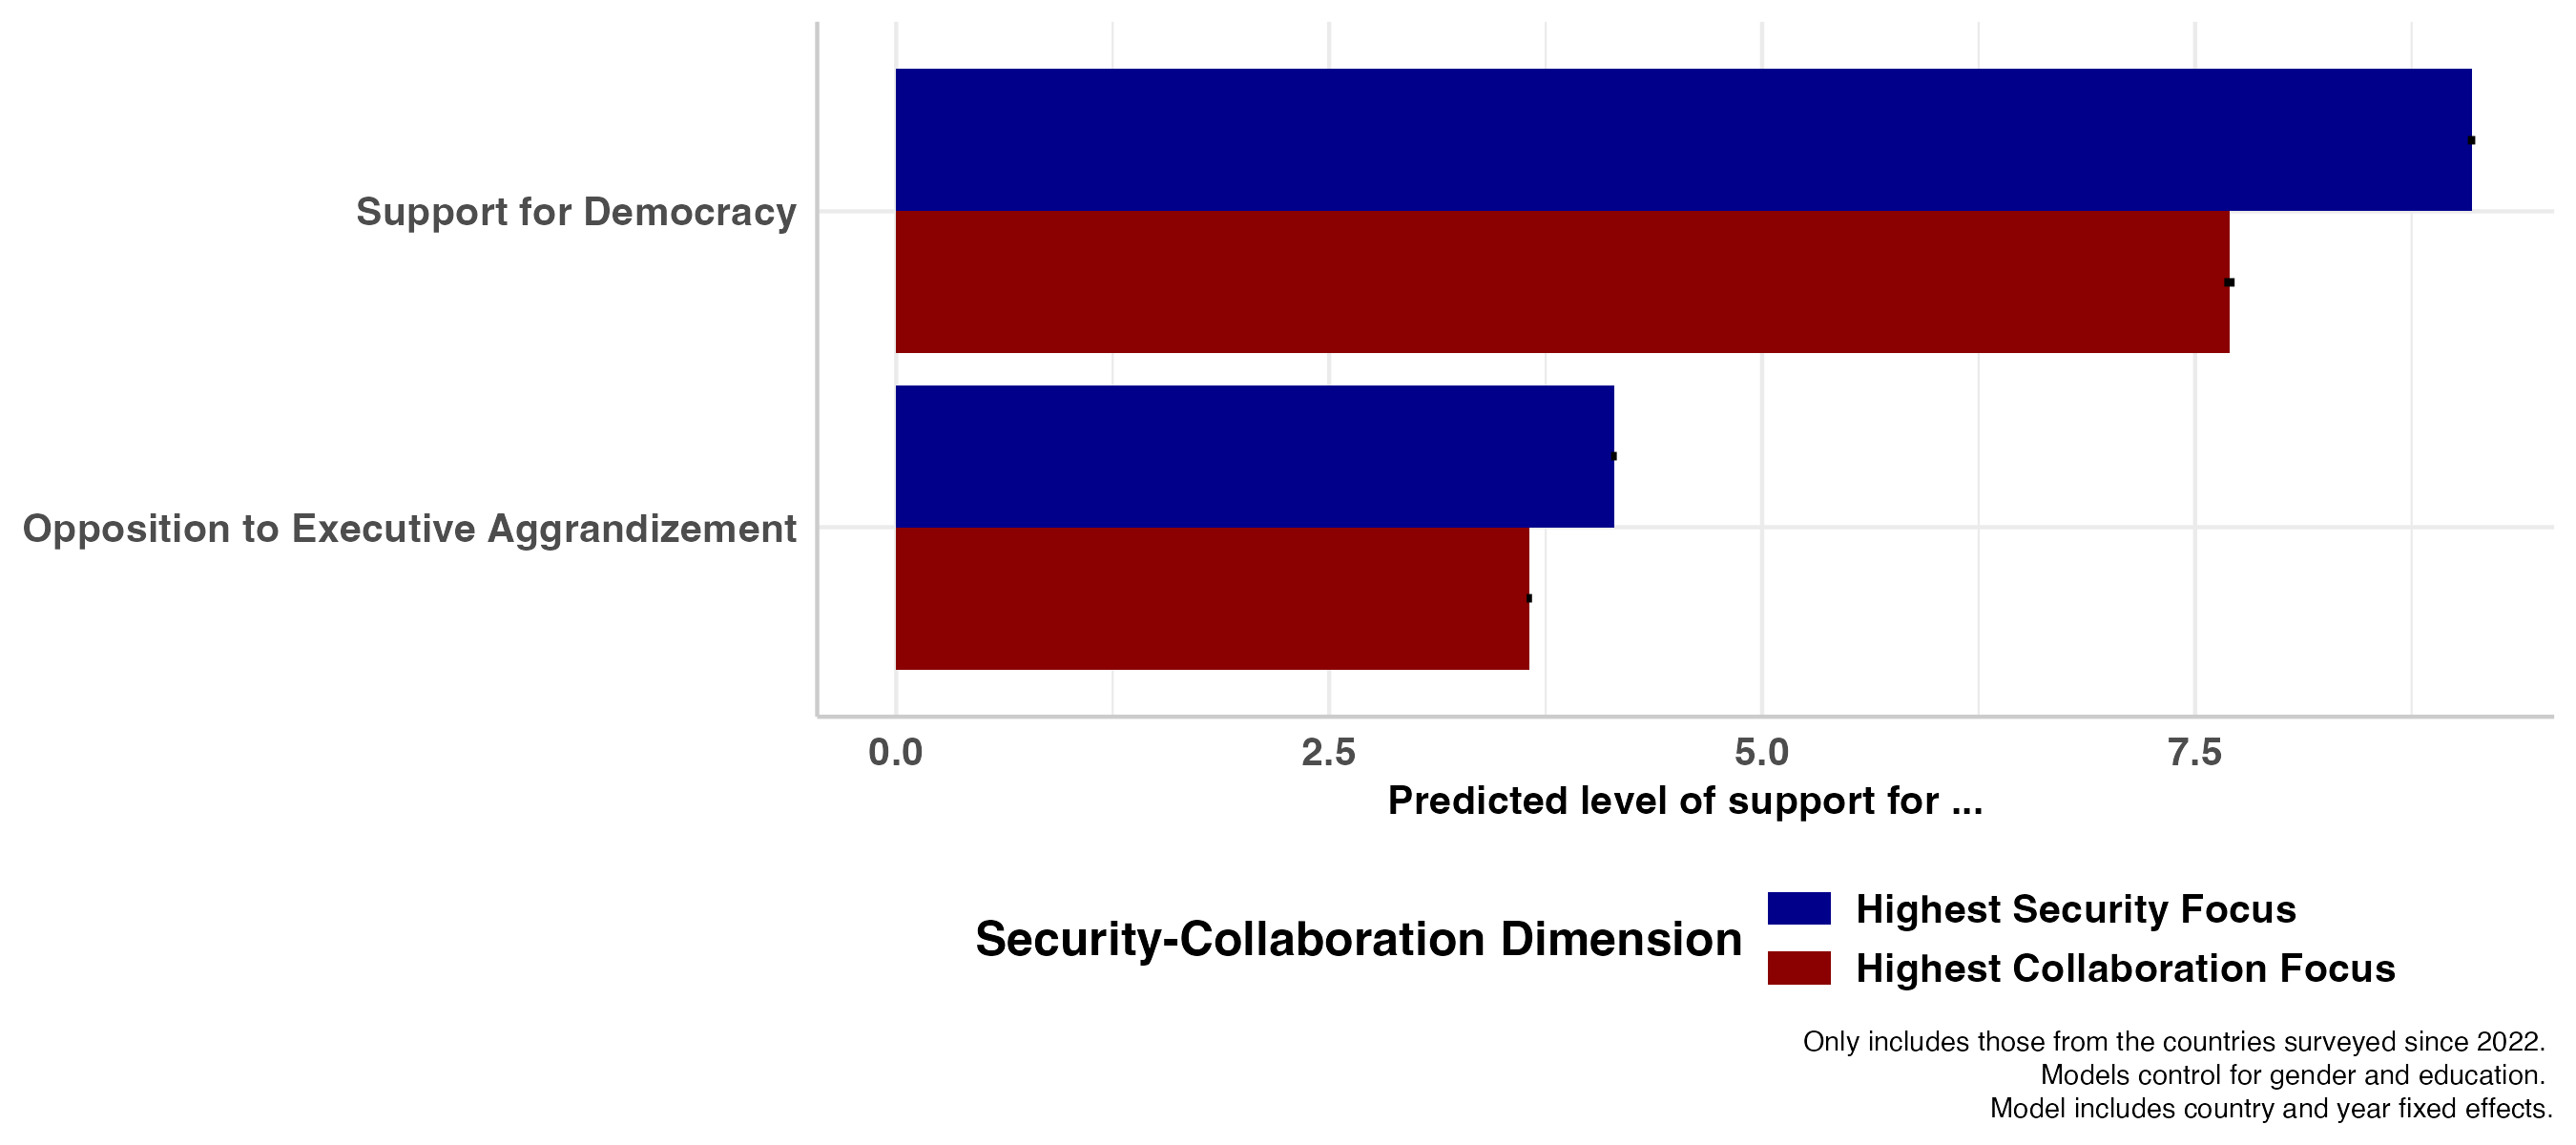 Support for Democracy
Opposition to Executive Aggrandizement
0.0 2.5 5.0 7.5
Predicted level of support for ...
Security-Collaboration Dimension
Highest Security Focus
Highest Collaboration Focus
Only includes those from the countries surveyed since 2022.
Models control for gender and education.
Model includes country and year fixed effects.